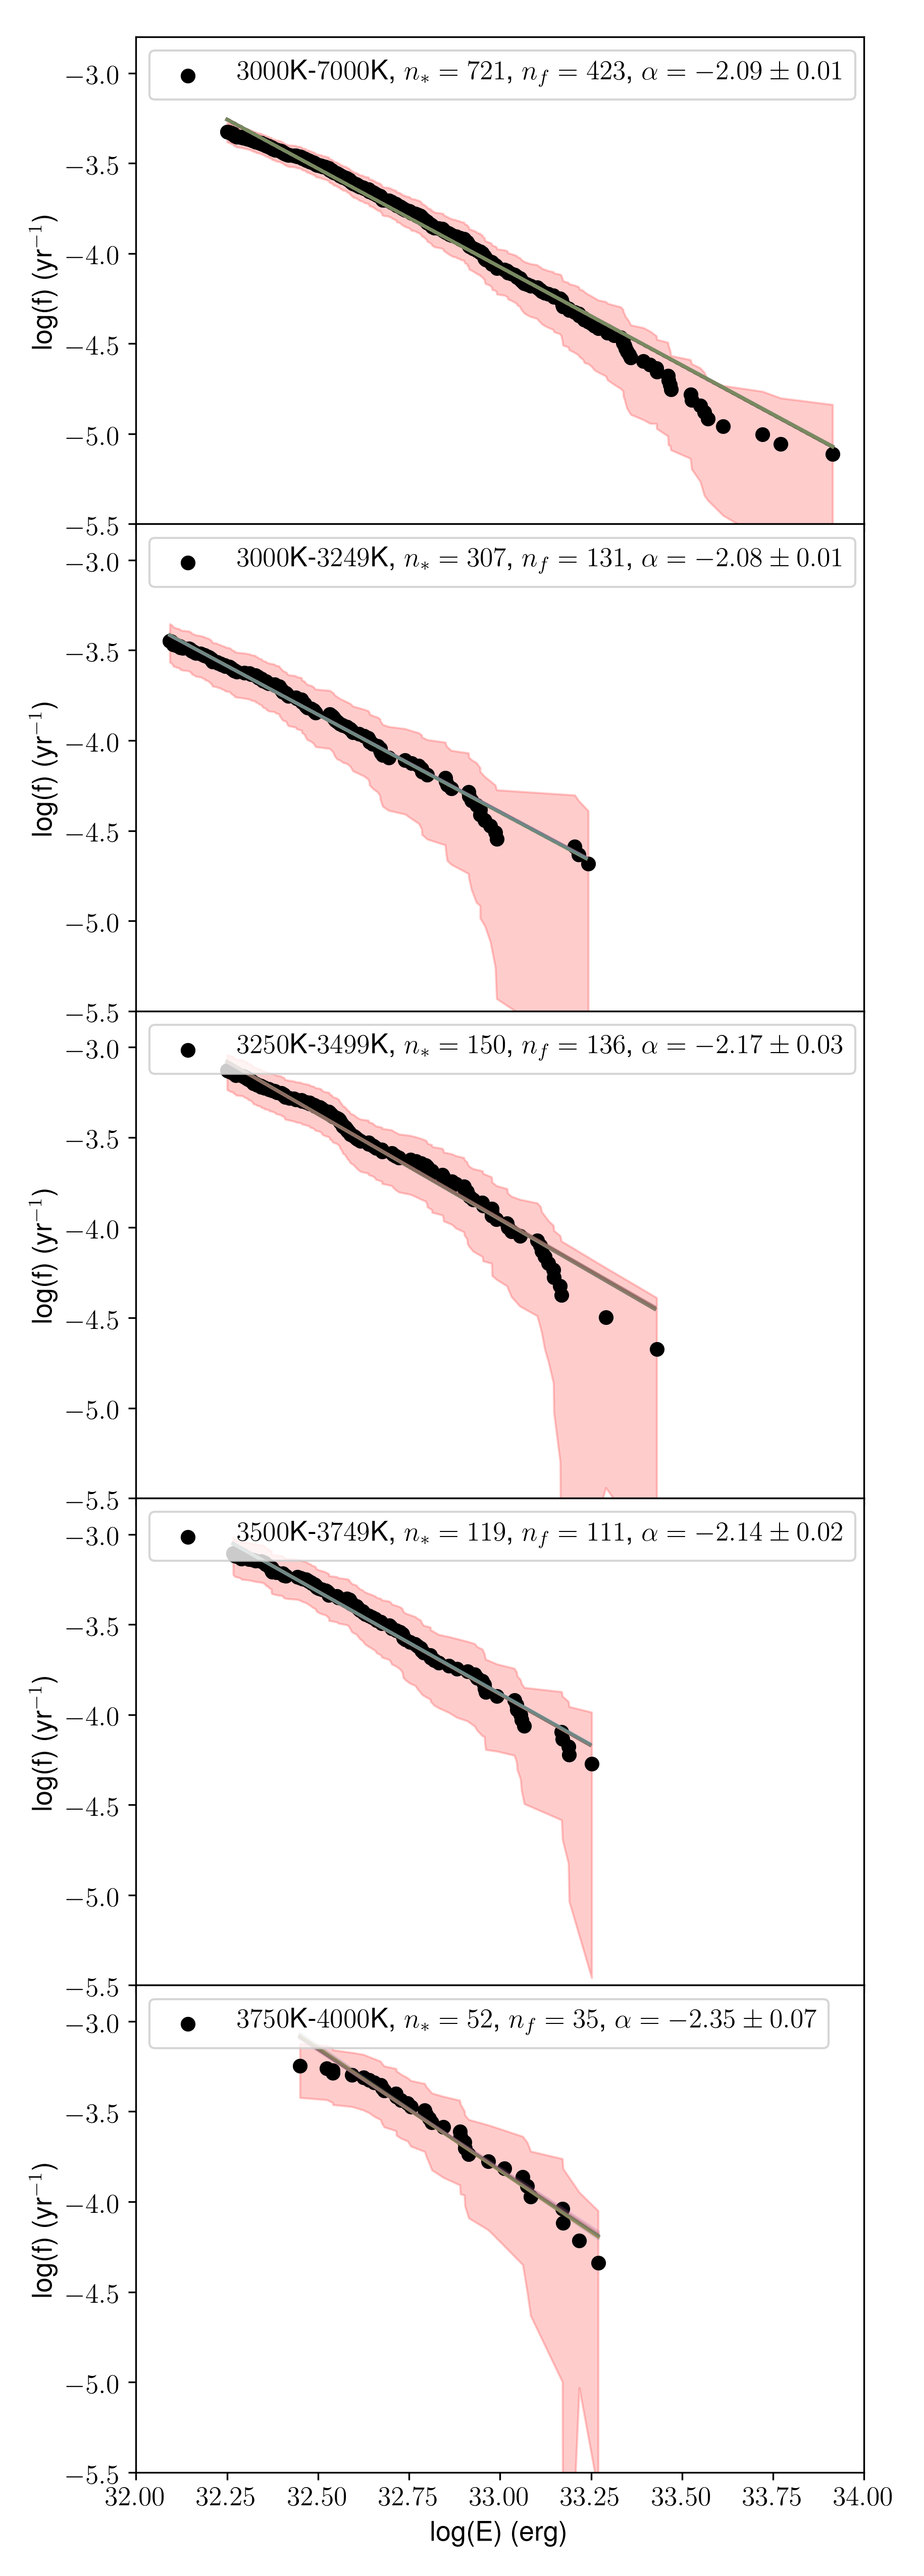 3000K-7000K, n* = 721, nf = 423, α = −2.09 ± 0.01
−3.0
−3.5
−4.0
−4.5
−5.0
−5.5
log(f) (yr−1)
3000K-3249K, n* = 307, nf = 131, α = −2.08 ± 0.01
−3.0
−3.5
−4.0
−4.5
−5.0
−5.5
log(f) (yr−1)
3250K-3499K, n* = 150, nf = 136, α = −2.17 ± 0.03
−3.0
−3.5
−4.0
−4.5
−5.0
−5.5
log(f) (yr−1)
3500K-3749K, n* = 119, nf = 111, α = −2.14 ± 0.02
−3.0
−3.5
−4.0
−4.5
−5.0
−5.5
log(f) (yr−1)
3750K-4000K, n* = 52, nf = 35, α = −2.35 ± 0.07
−3.0
−3.5
−4.0
−4.5
−5.0
−5.5
log(f) (yr−1)
32.00 32.25 32.50 32.75 33.00 33.25 33.50 33.75 34.00
log(E) (erg)